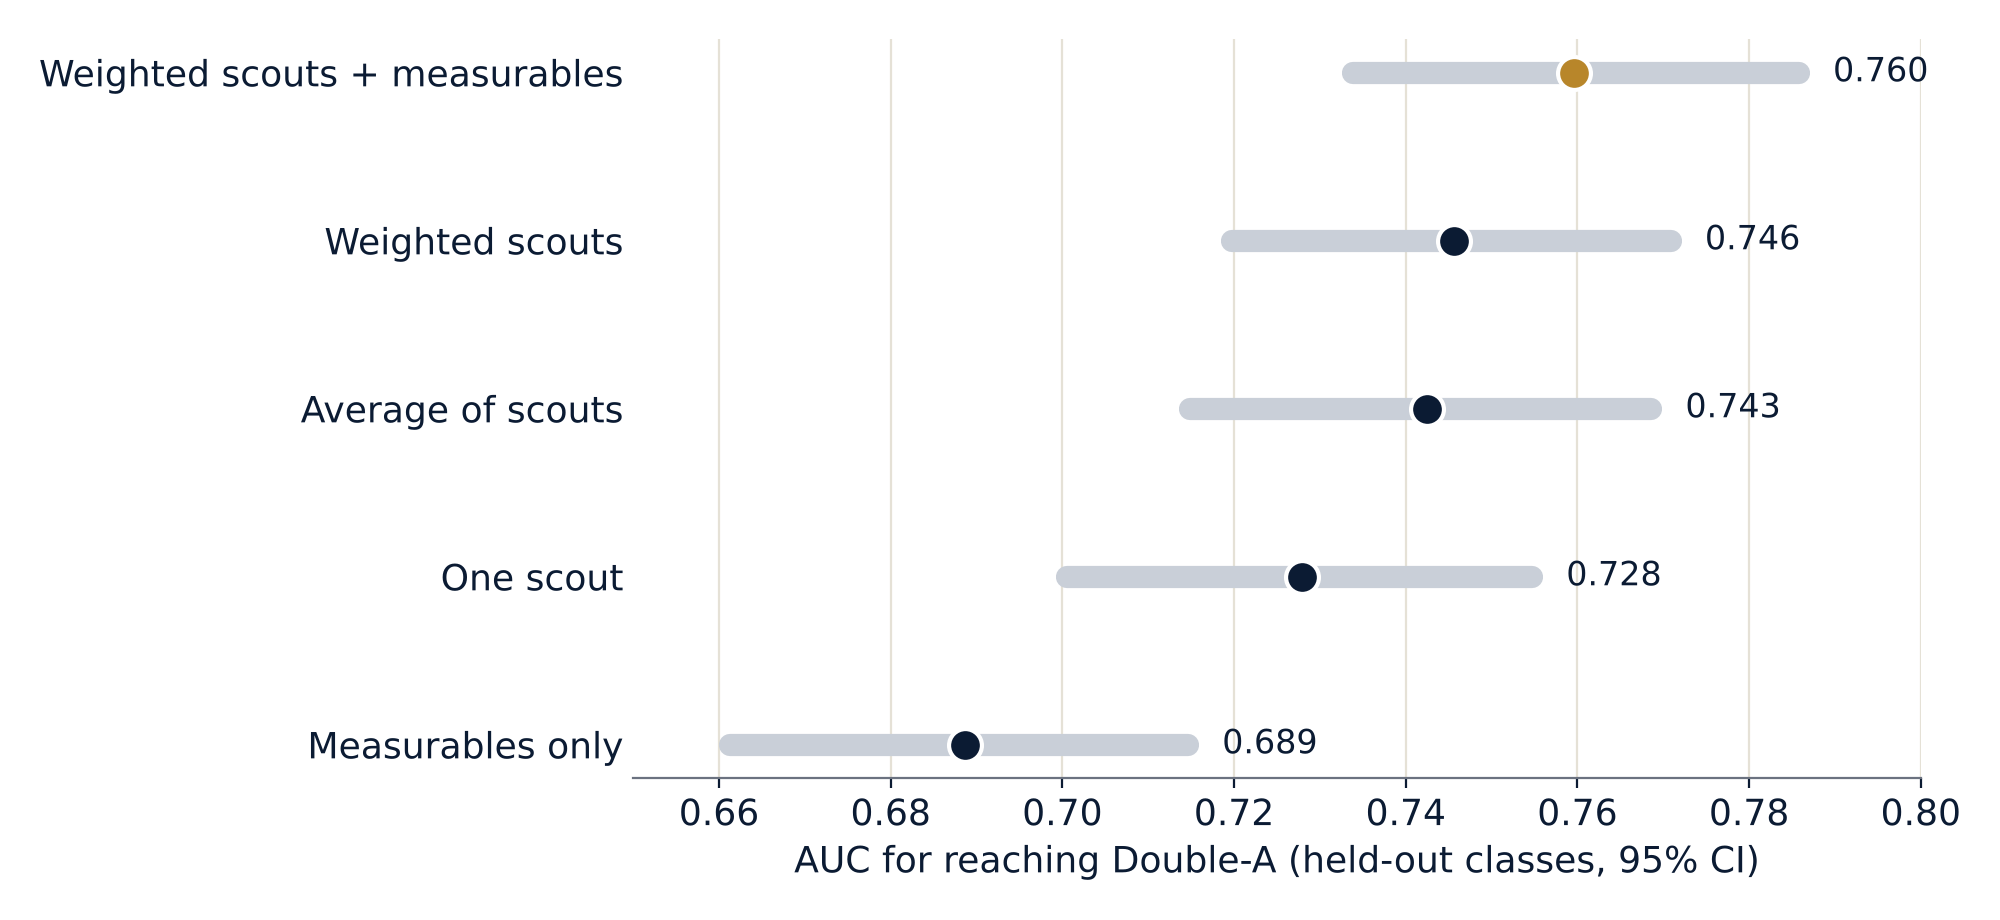 Weighted scouts + measurables 0.760
Weighted scouts 0.746
Average of scouts 0.743
One scout 0.728
Measurables only 0.689
0.66 0.68 0.70 0.72 0.74 0.76 0.78 0.80
AUC for reaching Double-A (held-out classes, 95% CI)